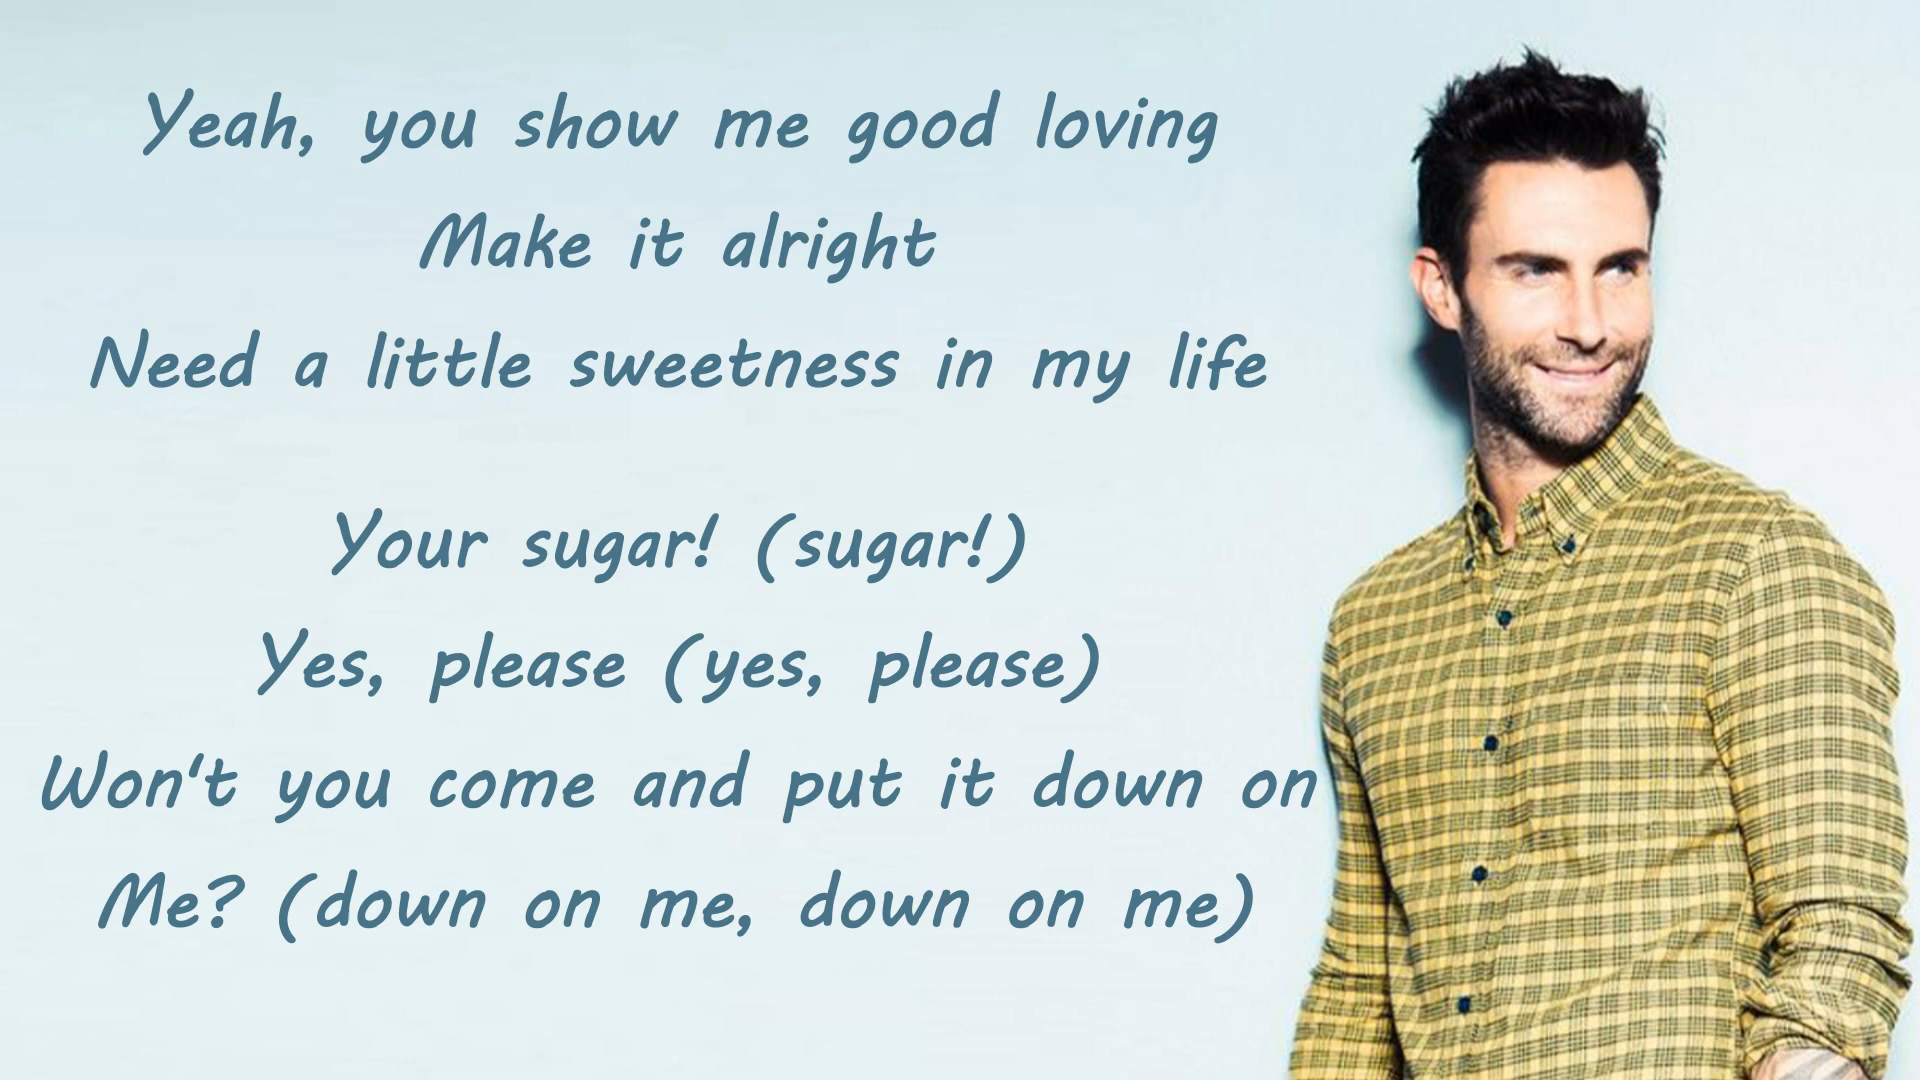 Yeah, you show me good loving
Make it alright
Need a little sweetness in my life
Your sugar! (sugar!)
Yes, please (yes, please)
Won't you come and put it down on
Me? (down on me, down on me)